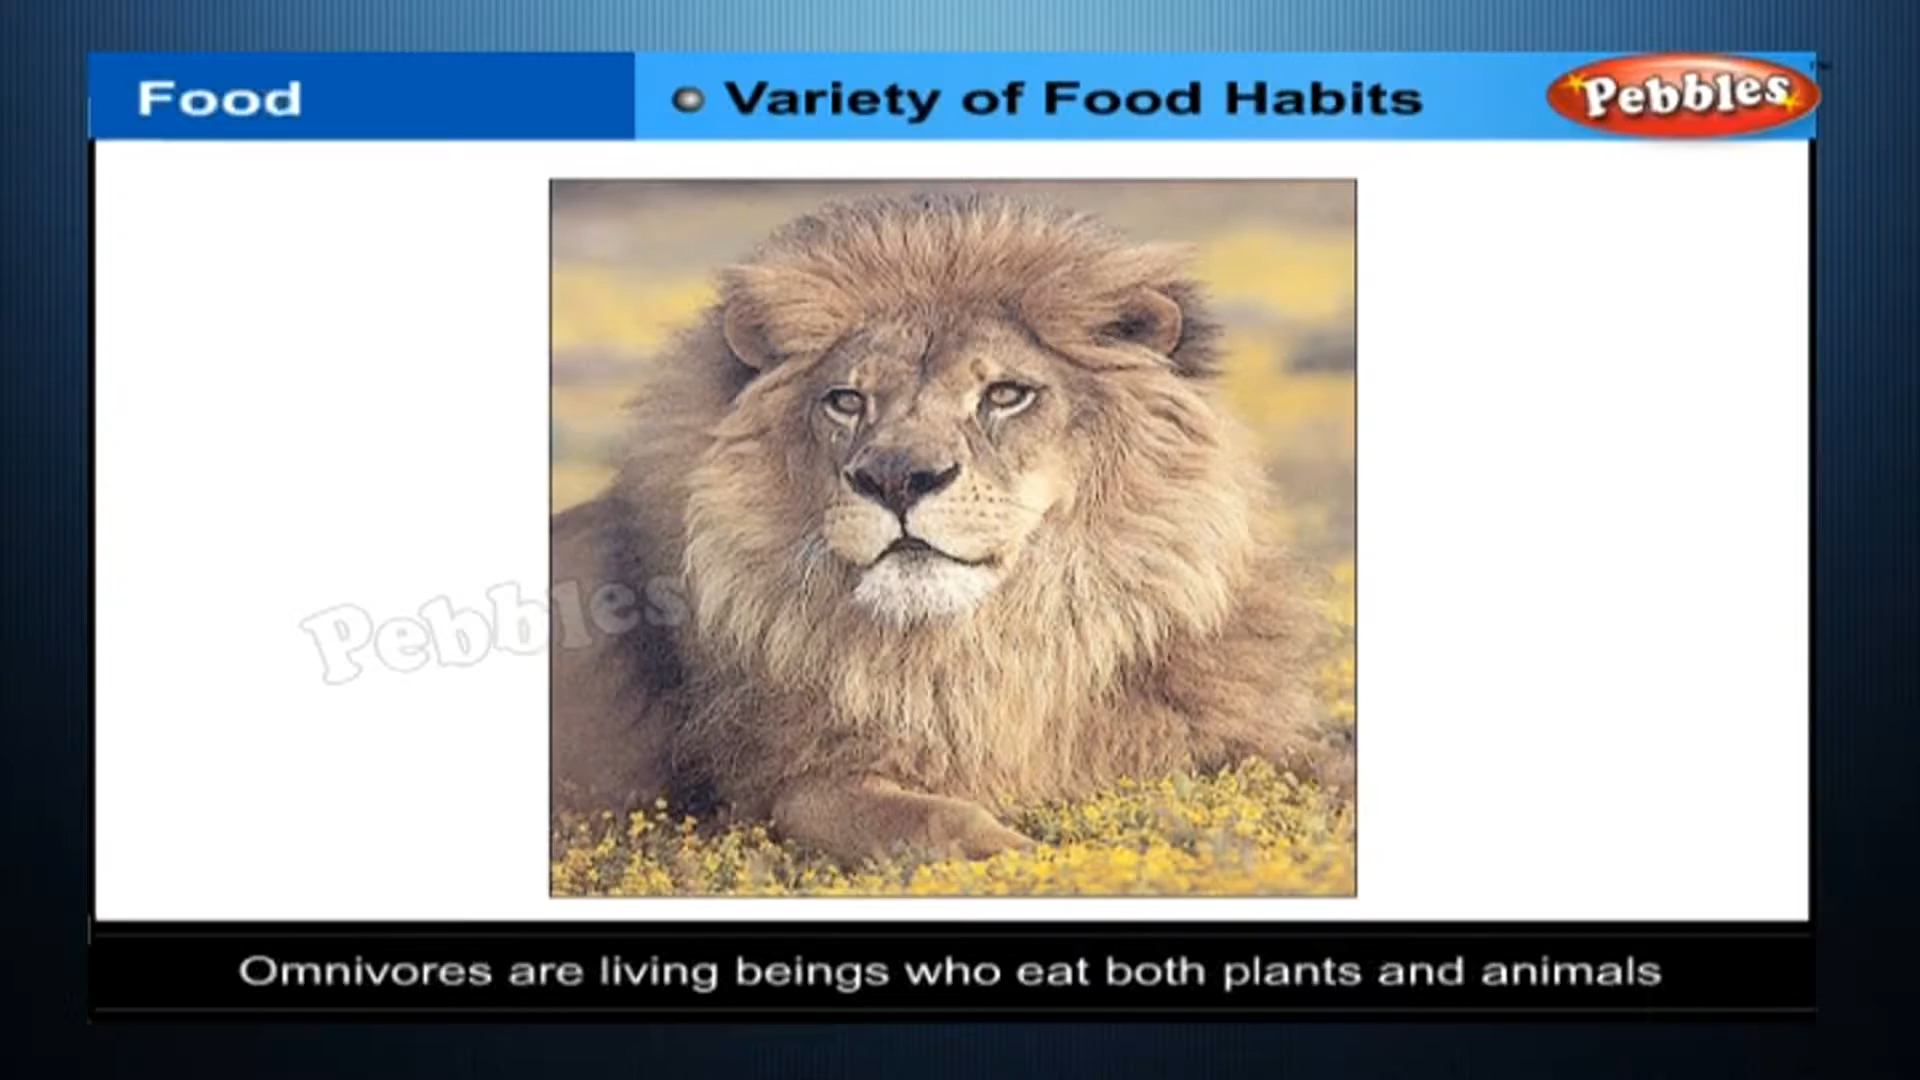 Food
Variety of Food Habits
Pebbles
Pebbles
Omnivores are living beings who eat both plants and animals